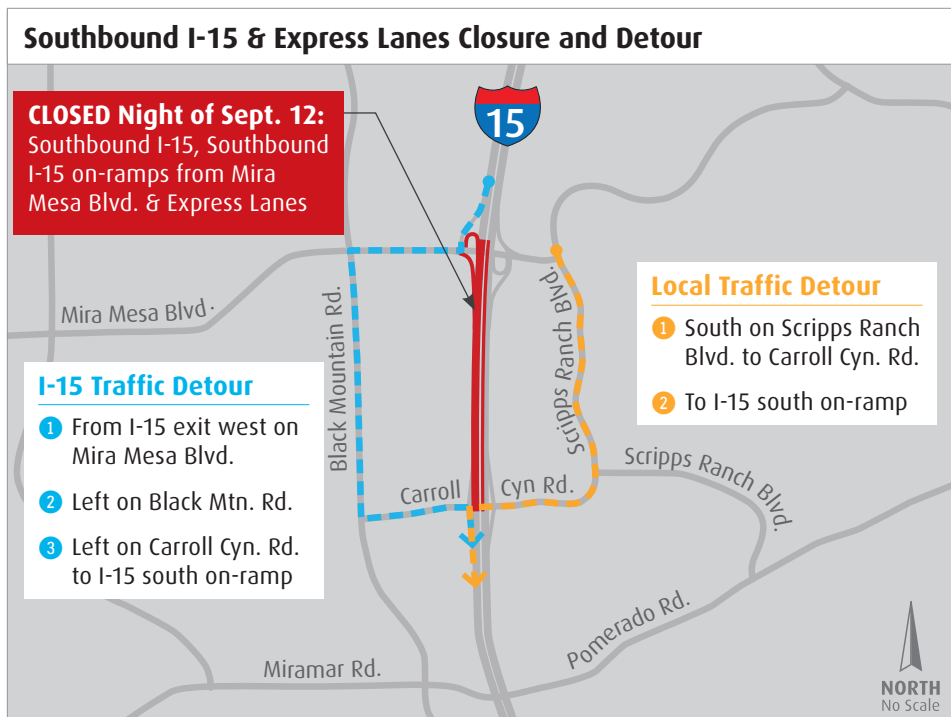 Southbound I-15 & Express Lanes Closure and Detour
CLOSED Night of Sept. 12:
Southbound I-15, Southbound
I-15 on-ramps from Mira
Mesa Blvd. & Express Lanes
15
Mira Mesa Blvd.
Black Mountain Rd.
Scripps Ranch Blvd.
Local Traffic Detour
1 South on Scripps Ranch
Blvd. to Carroll Cyn. Rd.
2 To I-15 south on-ramp
I-15 Traffic Detour
1 From I-15 exit west on
Mira Mesa Blvd.
2 Left on Black Mtn. Rd.
3 Left on Carroll Cyn. Rd.
to I-15 south on-ramp
Carroll Cyn Rd.
Scripps Ranch Blvd.
Pomerado Rd.
Miramar Rd.
NORTH
No Scale